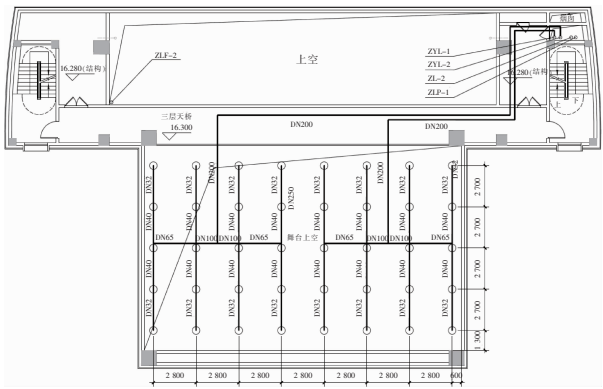 烟囱
ZLF-2
上空
ZYL-1
ZYL-2
ZL-2
ZLP-1
16.280(结构)
16.280(结构)
上
下
三层天桥
16.300
DN200
DN200
DN200
DN250
DN200
DN32
DN32
DN32
DN32
DN32
DN32
DN32
DN32
DN40
DN40
DN40
DN40
DN40
DN40
DN40
DN40
DN65
DN100
DN100
DN65
舞台上空
DN65
DN100
DN100
DN65
DN40
DN40
DN40
DN40
DN40
DN40
DN40
DN40
DN32
DN32
DN32
DN32
DN32
DN32
DN32
DN32
2 700
2 700
2 700
2 700
1 300
2 800
2 800
2 800
2 800
2 800
2 800
2 800
600